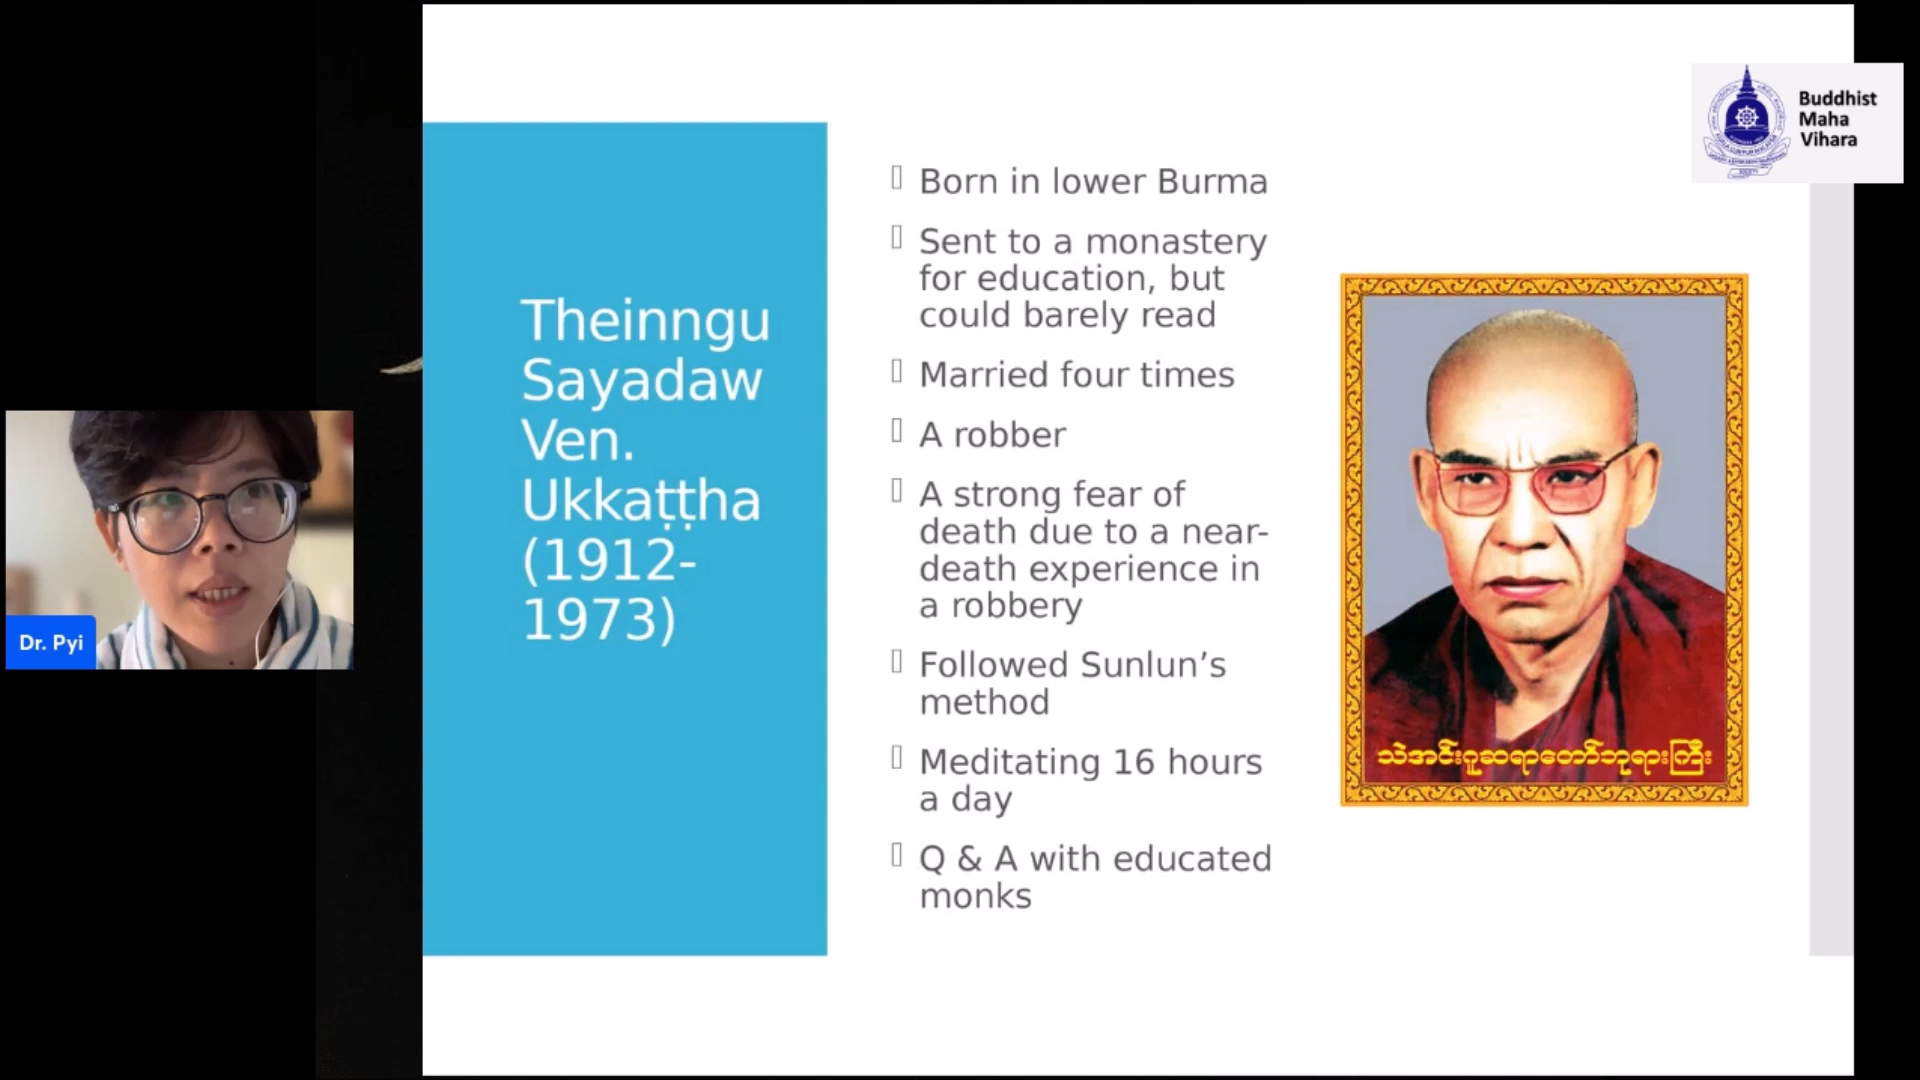 Theinngu
Sayadaw
Ven.
Ukkaṭṭha
(1912-
1973)
Born in lower Burma
Sent to a monastery
for education, but
could barely read
Married four times
A robber
A strong fear of
death due to a near-
death experience in
a robbery
Followed Sunlun’s
method
Meditating 16 hours
a day
Q & A with educated
monks
သဲအင်းဂူဆရာတော်ဘုရားကြီး
Buddhist
Maha
Vihara
Dr. Pyi